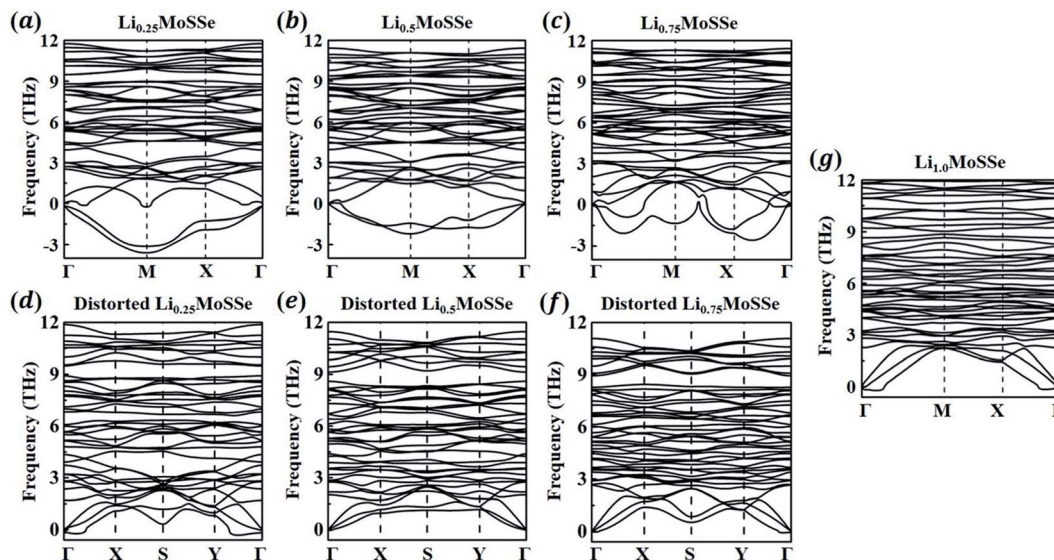 (a) Li0.25MoSSe
(b) Li0.5MoSSe
(c) Li0.75MoSSe
Frequency (THz)
12
9
6
3
0
-3
Γ M X Γ
Frequency (THz)
12
9
6
3
0
-3
Γ M X Γ
Frequency (THz)
12
9
6
3
0
-3
Γ M X Γ
(g) Li1.0MoSSe
Frequency (THz)
12
9
6
3
0
Γ M X Γ
(d) Distorted Li0.25MoSSe
(e) Distorted Li0.5MoSSe
(f) Distorted Li0.75MoSSe
Frequency (THz)
12
9
6
3
0
Γ X S Y Γ
Frequency (THz)
12
9
6
3
0
Γ X S Y Γ
Frequency (THz)
12
9
6
3
0
Γ X S Y Γ